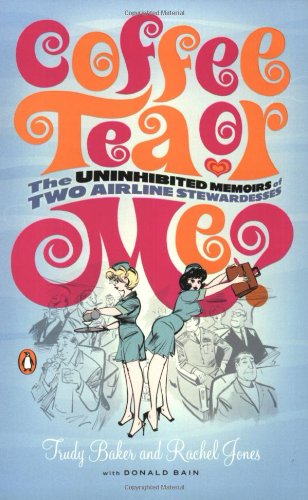 Coffee
Tea or
The UNINHIBITED MEMOIRS of
TWO AIRLINE STEWARDESSES
Me?
Trudy Baker and Rachel Jones
with DONALD BAIN